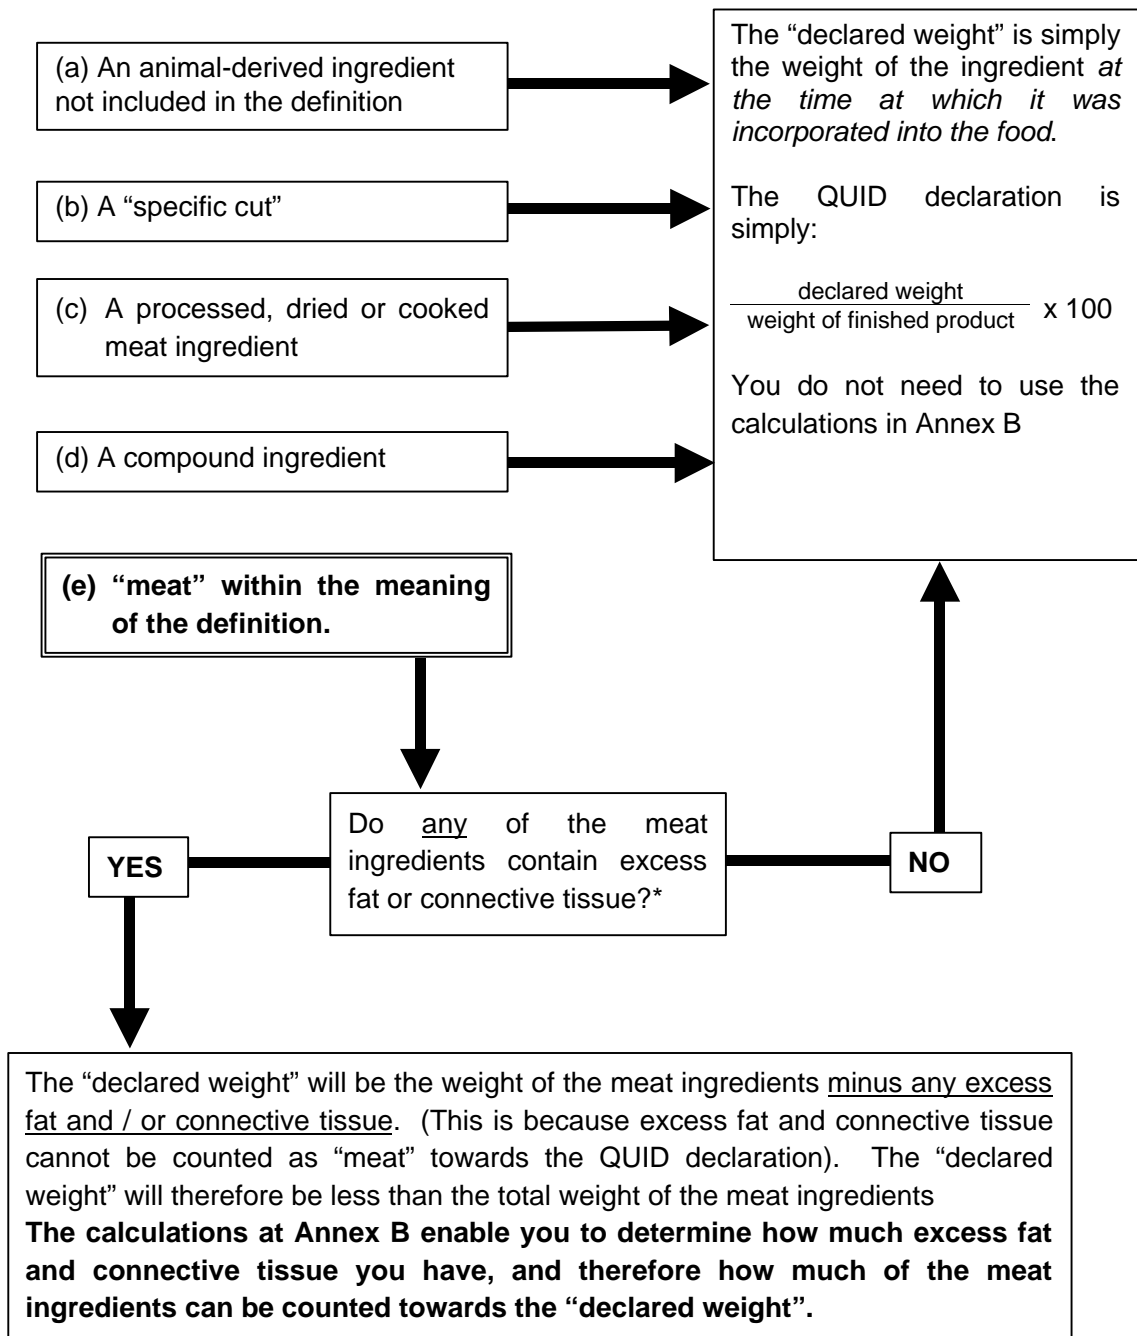 (a) An animal-derived ingredient
not included in the definition
(b) A “specific cut”
(c) A processed, dried or cooked
meat ingredient
(d) A compound ingredient
The “declared weight” is simply
the weight of the ingredient at
the time at which it was
incorporated into the food.
The QUID declaration is
simply:
declared weight
weight of finished product x 100
You do not need to use the
calculations in Annex B
(e) “meat” within the meaning
of the definition.
Do any of the meat
ingredients contain excess
fat or connective tissue?*
YES
NO
The “declared weight” will be the weight of the meat ingredients minus any excess
fat and / or connective tissue. (This is because excess fat and connective tissue
cannot be counted as “meat” towards the QUID declaration). The “declared
weight” will therefore be less than the total weight of the meat ingredients
The calculations at Annex B enable you to determine how much excess fat
and connective tissue you have, and therefore how much of the meat
ingredients can be counted towards the “declared weight”.